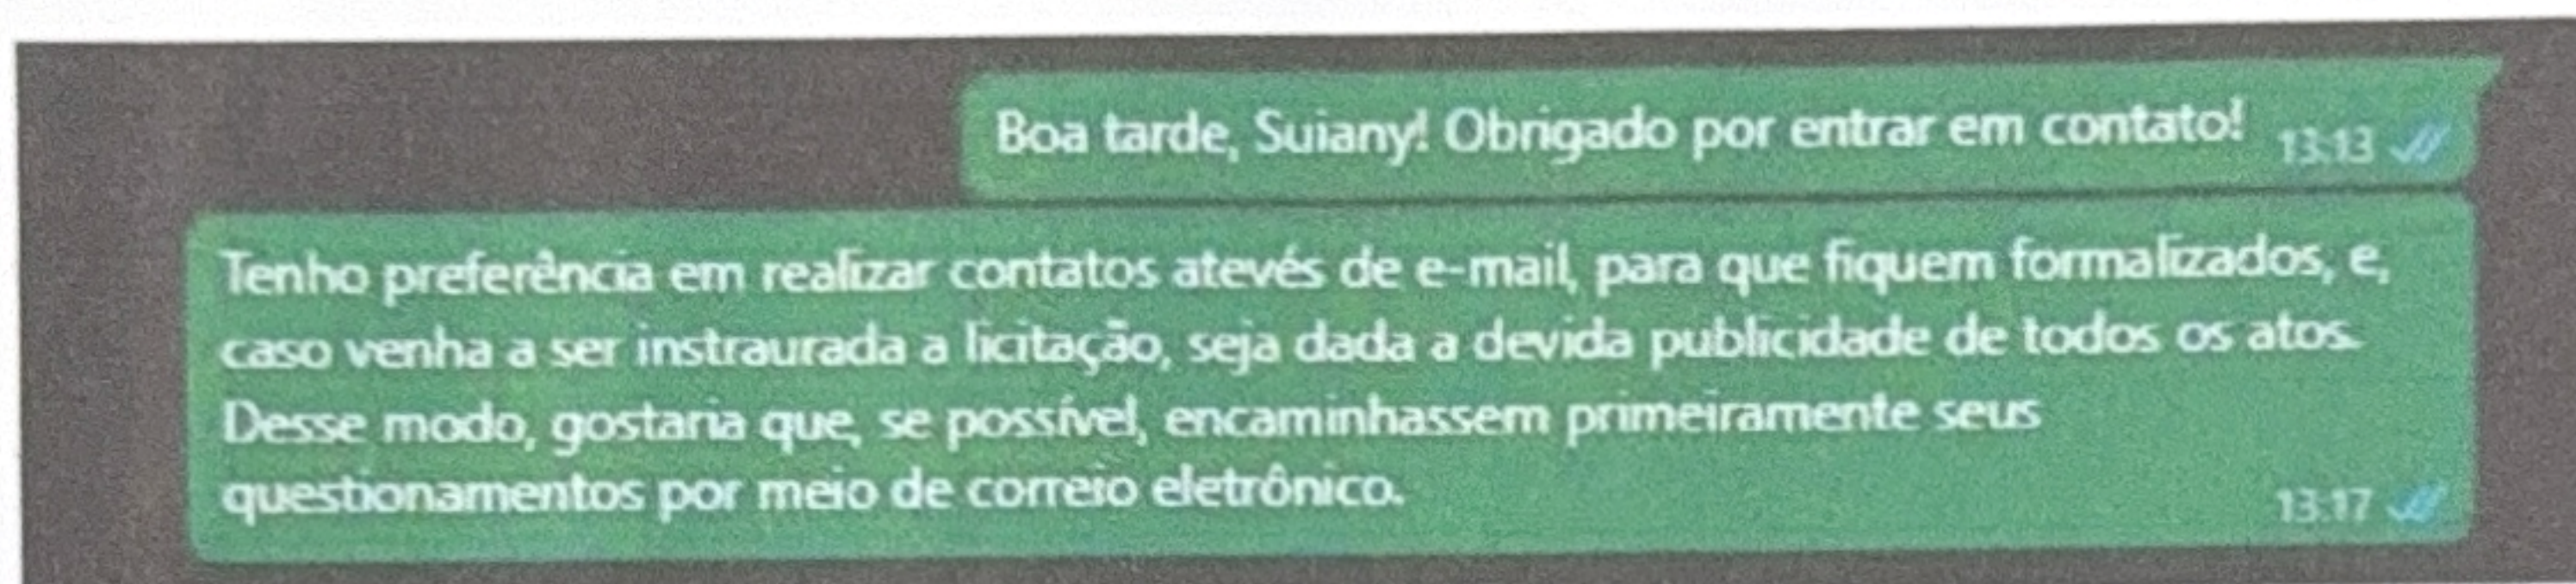 Boa tarde, Suiany! Obrigado por entrar em contato! 13:13
Tenho preferência em realizar contatos atevés de e-mail, para que fiquem formalizados, e,
caso venha a ser instraurada a licitação, seja dada a devida publicidade de todos os atos.
Desse modo, gostaria que, se possível, encaminhassem primeiramente seus
questionamentos por meio de correio eletrônico. 13:17